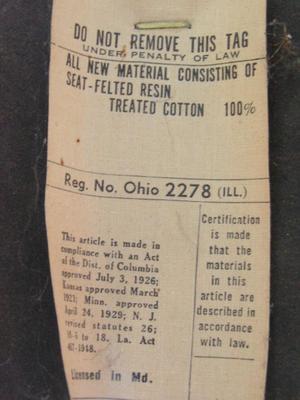 DO NOT REMOVE THIS TAG
UNDER PENALTY OF LAW
ALL NEW MATERIAL CONSISTING OF
SEAT-FELTED RESIN
TREATED COTTON 100%
Reg. No. Ohio 2278 (ILL.)
This article is made in
compliance with an Act
of the Dist. of Columbia
approved July 3, 1926;
Kansas approved March
1923; Minn. approved
April 24, 1929; N. J.
revised statutes 26;
to 18. La. Act
467-1948.
Licensed in Md.
Certification
is made
that the
materials
in this
article are
described in
accordance
with law.